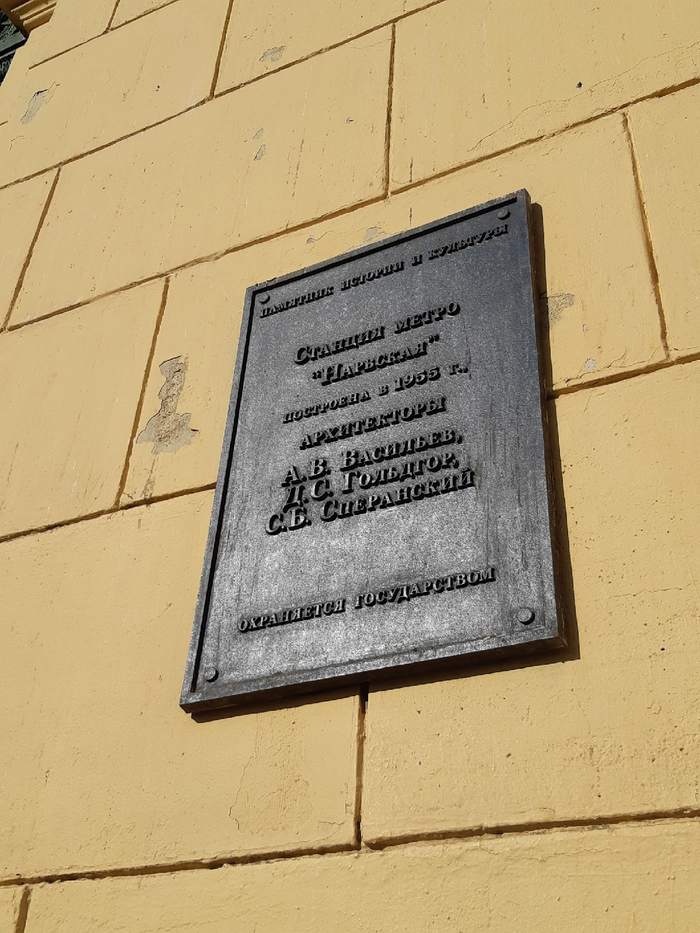 Памятник истории и культуры
Станция метро
"Нарвская"
построена в 1955 г.,
архитекторы
А.В. Васильев,
Д.С. Гольдгор,
С.Б. Сперанский
охраняется государством